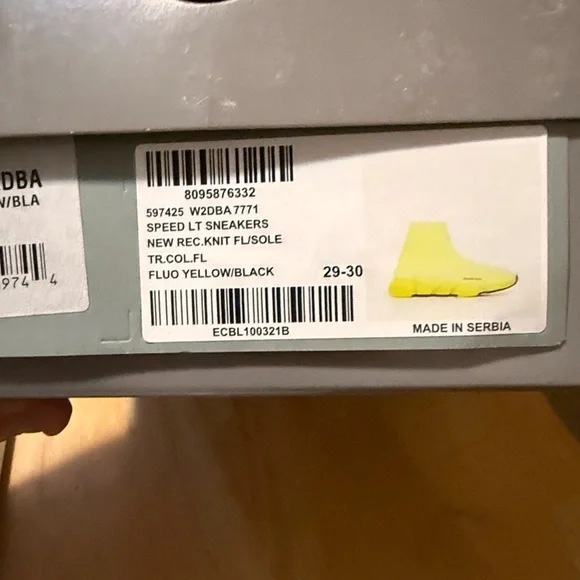 DBA
/BLA
974 4
8095876332
597425 W2DBA 7771
SPEED LT SNEAKERS
NEW REC.KNIT FL/SOLE
TR.COL.FL
FLUO YELLOW/BLACK 29-30
ECBL100321B
MADE IN SERBIA